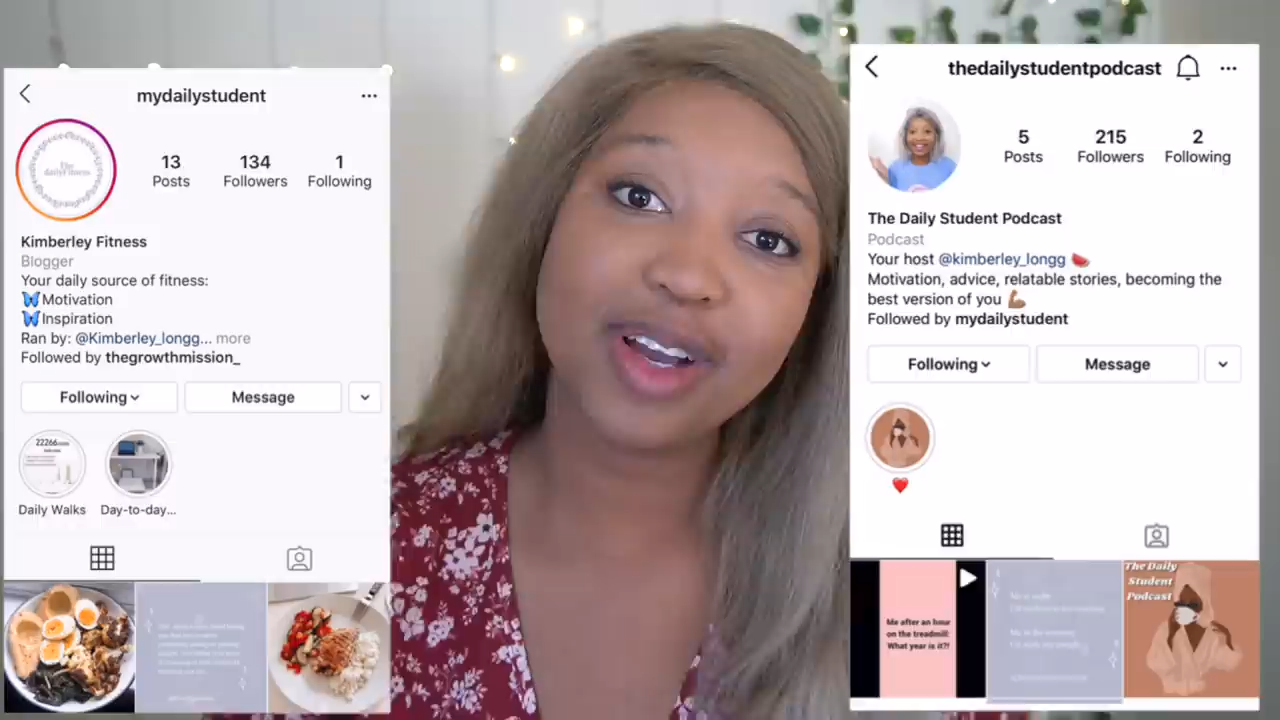 mydailystudent
The
dailyFitness
13
134
1
Posts
Followers
Following
Kimberley Fitness
Blogger
Your daily source of fitness:
🦋Motivation
🦋Inspiration
Ran by: @Kimberley_longg... more
Followed by thegrowthmission_
Following
Message
22266
Daily Walks
Day-to-day...
thedailystudentpodcast
5
215
2
Posts
Followers
Following
The Daily Student Podcast
Podcast
Your host @kimberley_longg 🍉
Motivation, advice, relatable stories, becoming the
best version of you 💪🏾
Followed by mydailystudent
Following
Message
❤️
Me after an hour
on the treadmill:
What year is it?!
The Daily
Student
Podcast